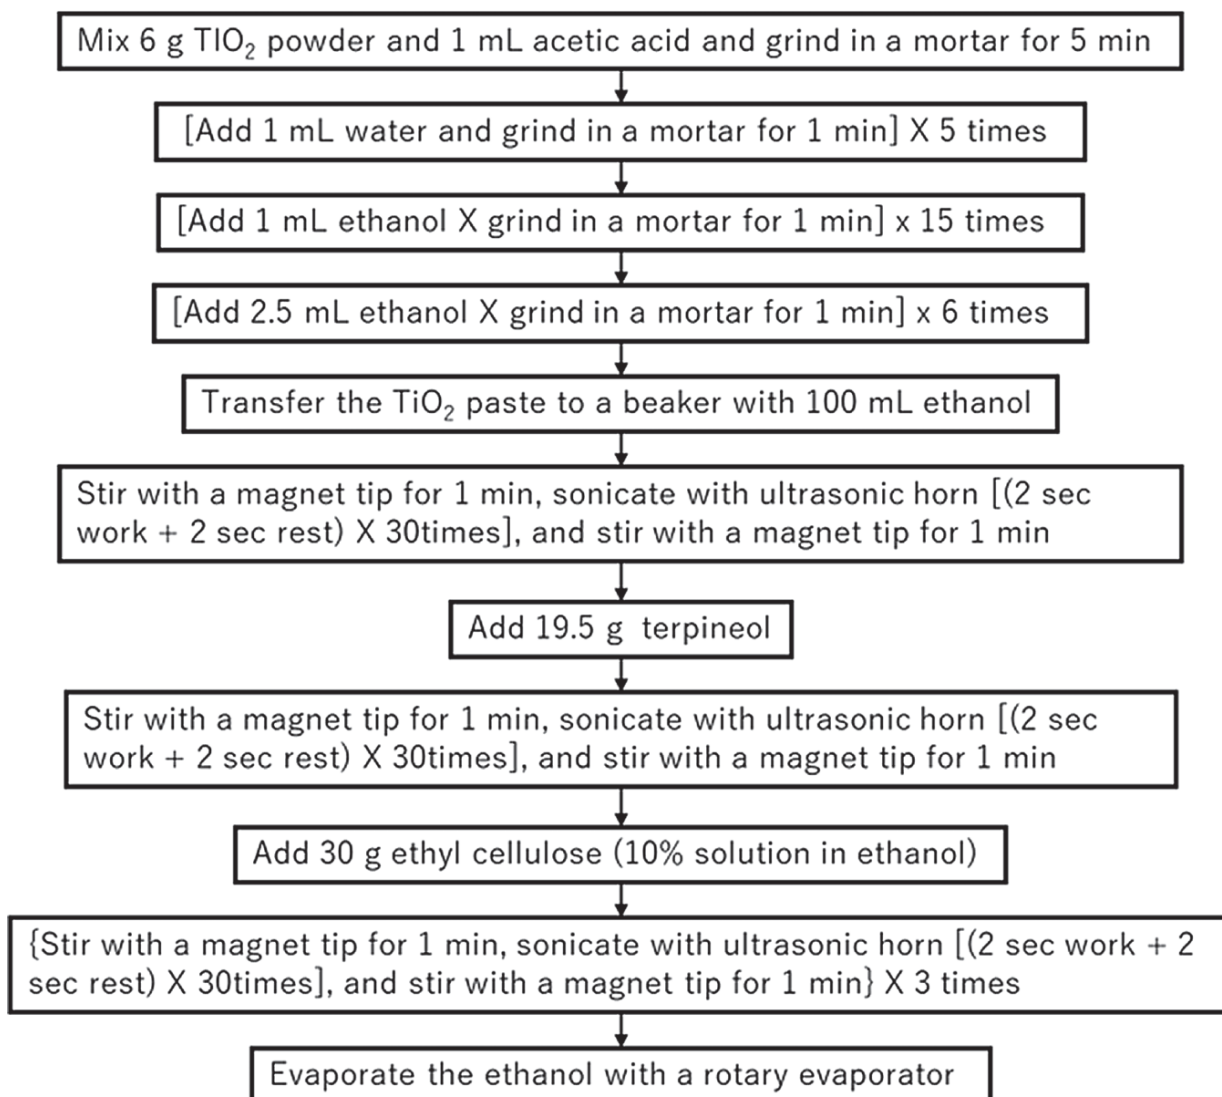 Mix 6 g TIO₂ powder and 1 mL acetic acid and grind in a mortar for 5 min
[Add 1 mL water and grind in a mortar for 1 min] X 5 times
[Add 1 mL ethanol X grind in a mortar for 1 min] x 15 times
[Add 2.5 mL ethanol X grind in a mortar for 1 min] x 6 times
Transfer the TiO₂ paste to a beaker with 100 mL ethanol
Stir with a magnet tip for 1 min, sonicate with ultrasonic horn [(2 sec
work + 2 sec rest) X 30times], and stir with a magnet tip for 1 min
Add 19.5 g terpineol
Stir with a magnet tip for 1 min, sonicate with ultrasonic horn [(2 sec
work + 2 sec rest) X 30times], and stir with a magnet tip for 1 min
Add 30 g ethyl cellulose (10% solution in ethanol)
{Stir with a magnet tip for 1 min, sonicate with ultrasonic horn [(2 sec work + 2
sec rest) X 30times], and stir with a magnet tip for 1 min} X 3 times
Evaporate the ethanol with a rotary evaporator